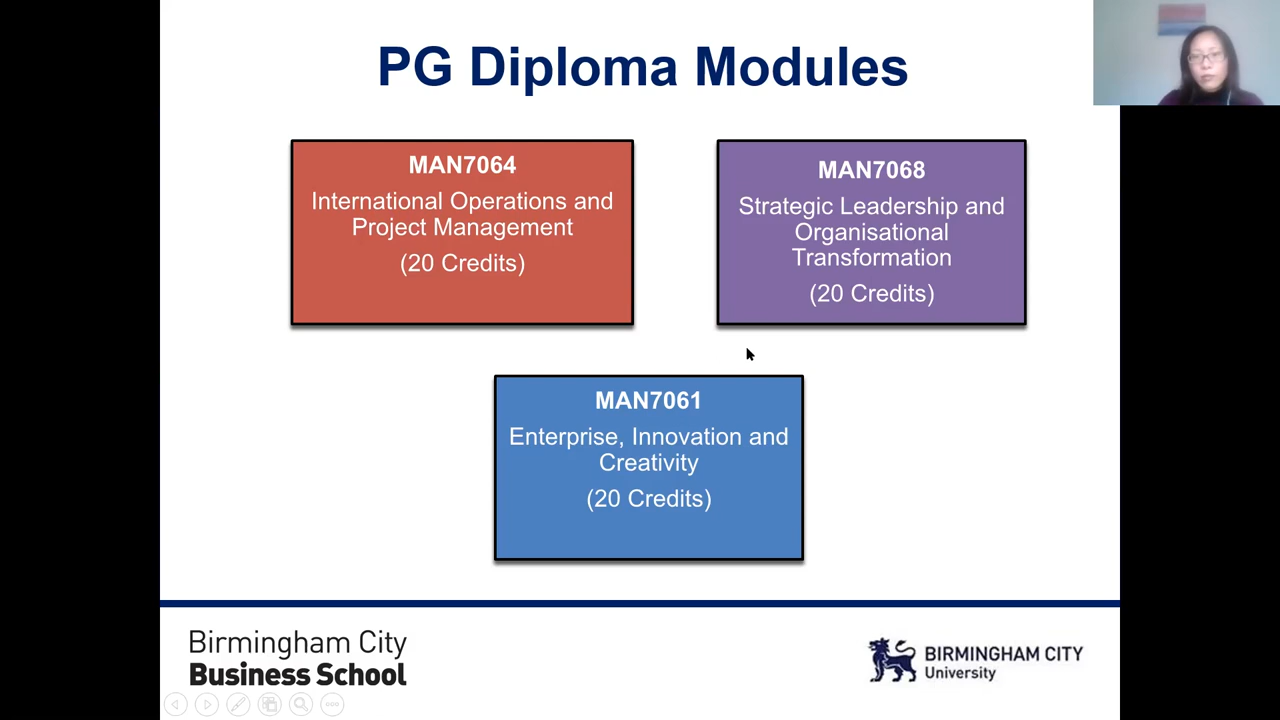 PG Diploma Modules
MAN7064
International Operations and
Project Management
(20 Credits)
MAN7068
Strategic Leadership and
Organisational
Transformation
(20 Credits)
MAN7061
Enterprise, Innovation and
Creativity
(20 Credits)
Birmingham City
Business School
BIRMINGHAM CITY
University